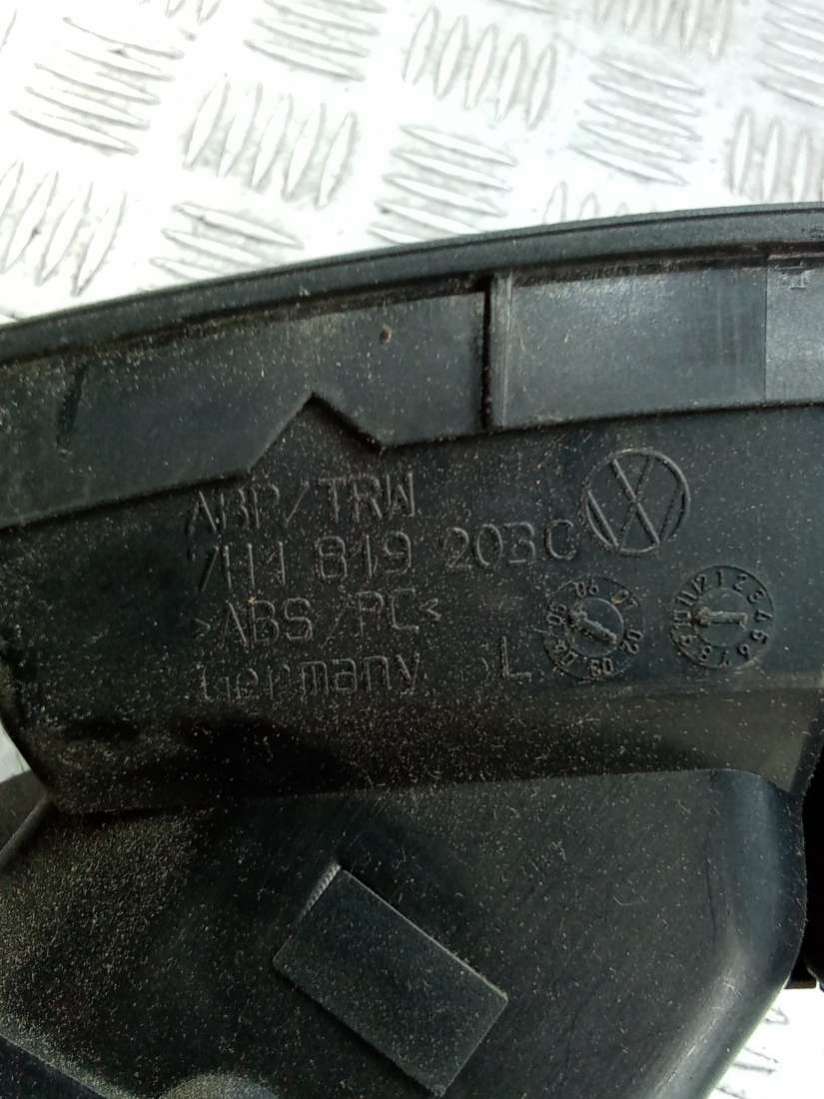 ABP/TRW
7H1 819 203C
>ABS/PC<
Germany L